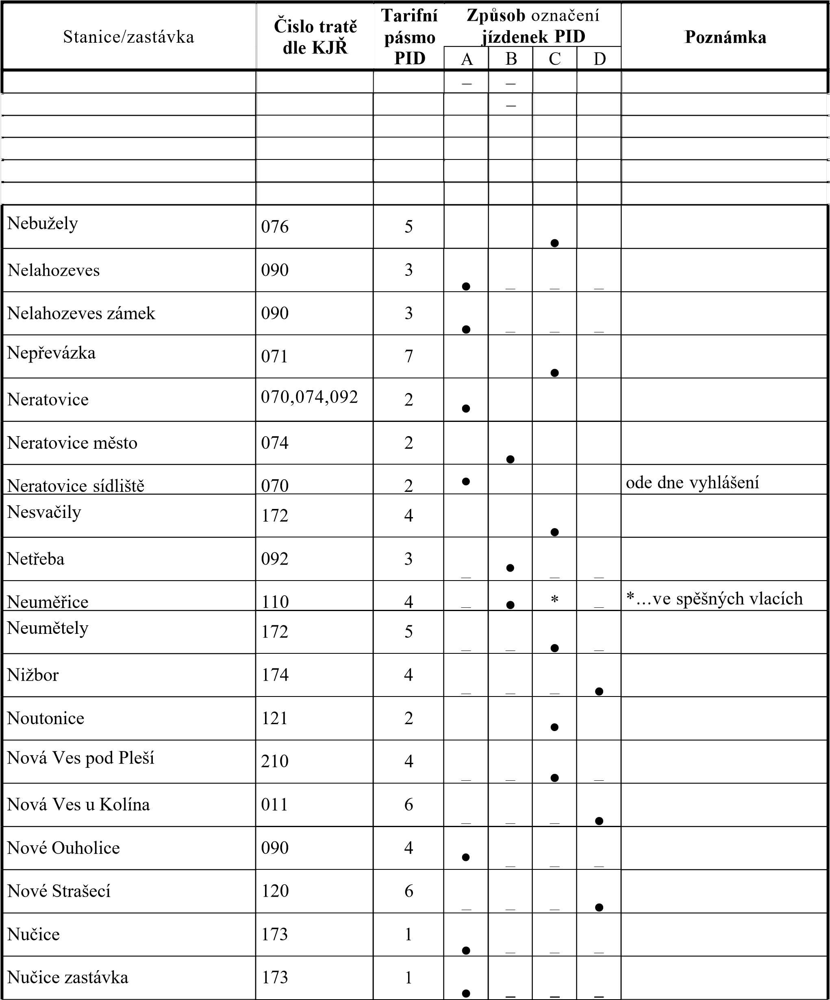 Stanice/zastávka Čislo tratě dle KJŘ Tarifní pásmo PID Způsob označení jízdenek PID Poznámka
A B C D
– –
–
Nebužely 076 5 ●
Nelahozeves 090 3 ● – – –
Nelahozeves zámek 090 3 ● – – –
Nepřevázka 071 7 ●
Neratovice 070,074,092 2 ●
Neratovice město 074 2 ●
Neratovice sídliště 070 2 ● ode dne vyhlášení
Nesvačily 172 4 ●
Netřeba 092 3 – ● – –
Neuměřice 110 4 – ● * – *...ve spěšných vlacích
Neumětely 172 5 – – ● –
Nižbor 174 4 – – – ●
Noutonice 121 2 ●
Nová Ves pod Pleší 210 4 – – ● –
Nová Ves u Kolína 011 6 – – – ●
Nové Ouholice 090 4 ● – – –
Nové Strašecí 120 6 – – – ●
Nučice 173 1 ● – – –
Nučice zastávka 173 1 ● – – –